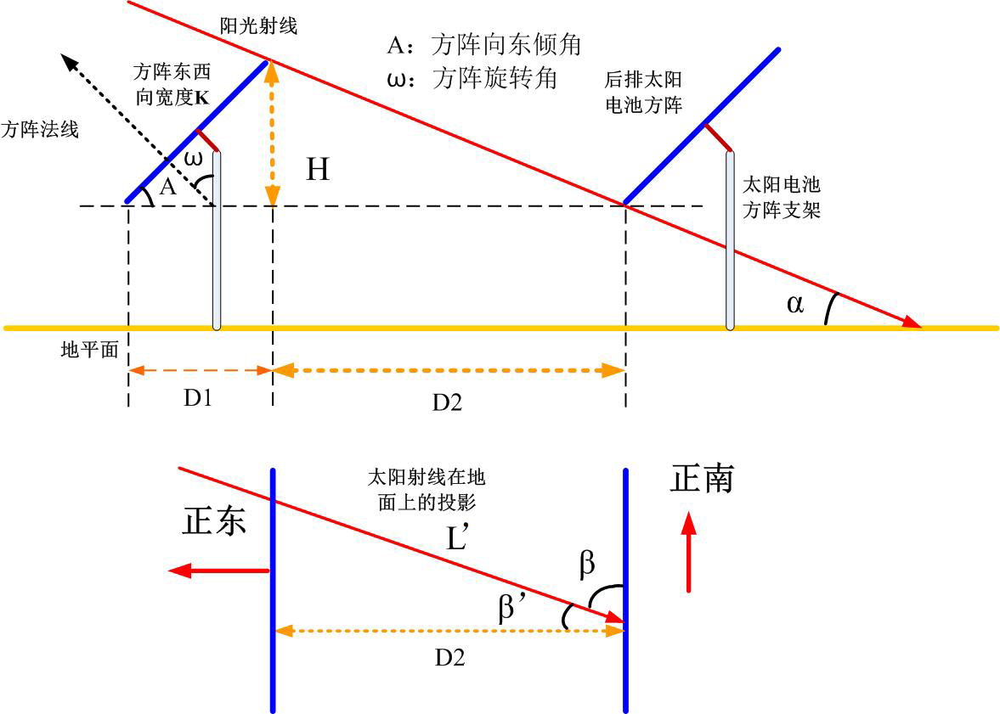 阳光射线
A：方阵向东倾角
ω：方阵旋转角
方阵东西
向宽度K
方阵法线
后排太阳
电池方阵
ω
A
H
太阳电池
方阵支架
α
地平面
D1
D2
太阳射线在地
面上的投影
正南
正东
L’
β
β’
D2